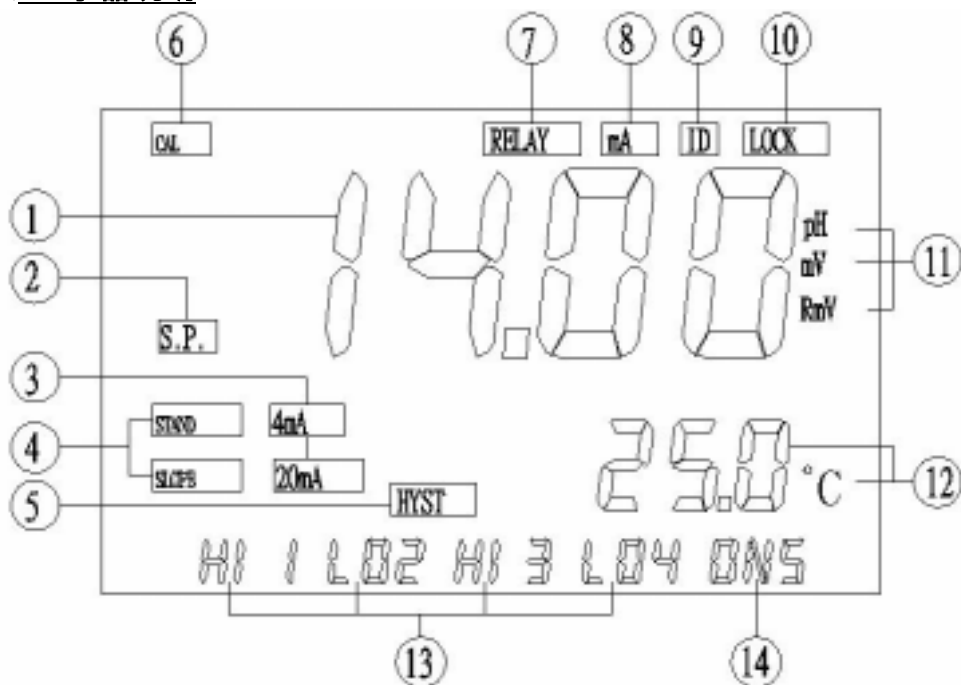 6 7 8 9 10
CAL RELAY mA ID LOCK
1 14.00 pH
mV 11
RmV
2
S.P.
3
STAND 4mA 25.0 °C
4 12
SLOPE 20mA
5 HYST
HI 1 LO2 HI 3 LO4 ON5
13 14